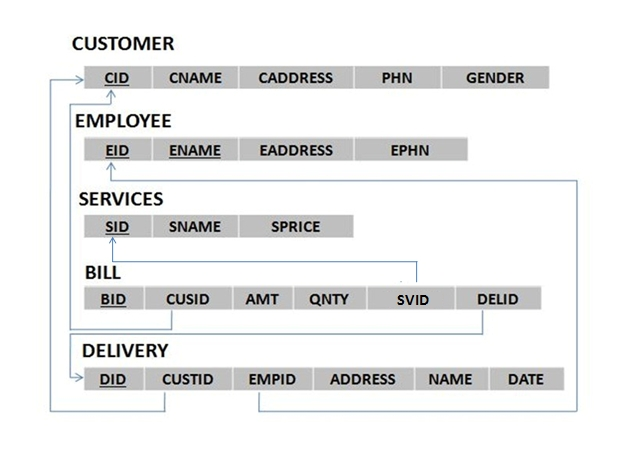 CUSTOMER
CID CNAME CADDRESS PHN GENDER
EMPLOYEE
EID ENAME EADDRESS EPHN
SERVICES
SID SNAME SPRICE
BILL
BID CUSID AMT QNTY SVID DELID
DELIVERY
DID CUSTID EMPID ADDRESS NAME DATE